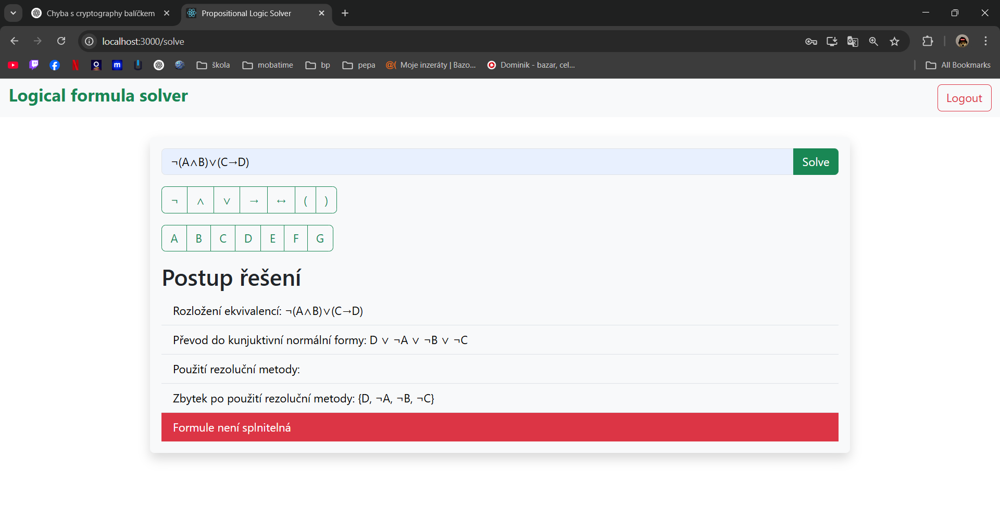 Chyba s cryptography balíčkem
Propositional Logic Solver
localhost:3000/solve
škola
mobatime
bp
pepa
Moje inzeráty | Bazo...
Dominik - bazar, cel...
All Bookmarks
Logical formula solver
Logout
¬(A∧B)∨(C→D)
Solve
¬ ∧ ∨ → ↔ ( )
A B C D E F G
Postup řešení
Rozložení ekvivalencí: ¬(A∧B)∨(C→D)
Převod do kunjuktivní normální formy: D ∨ ¬A ∨ ¬B ∨ ¬C
Použití rezoluční metody:
Zbytek po použití rezoluční metody: {D, ¬A, ¬B, ¬C}
Formule není splnitelná